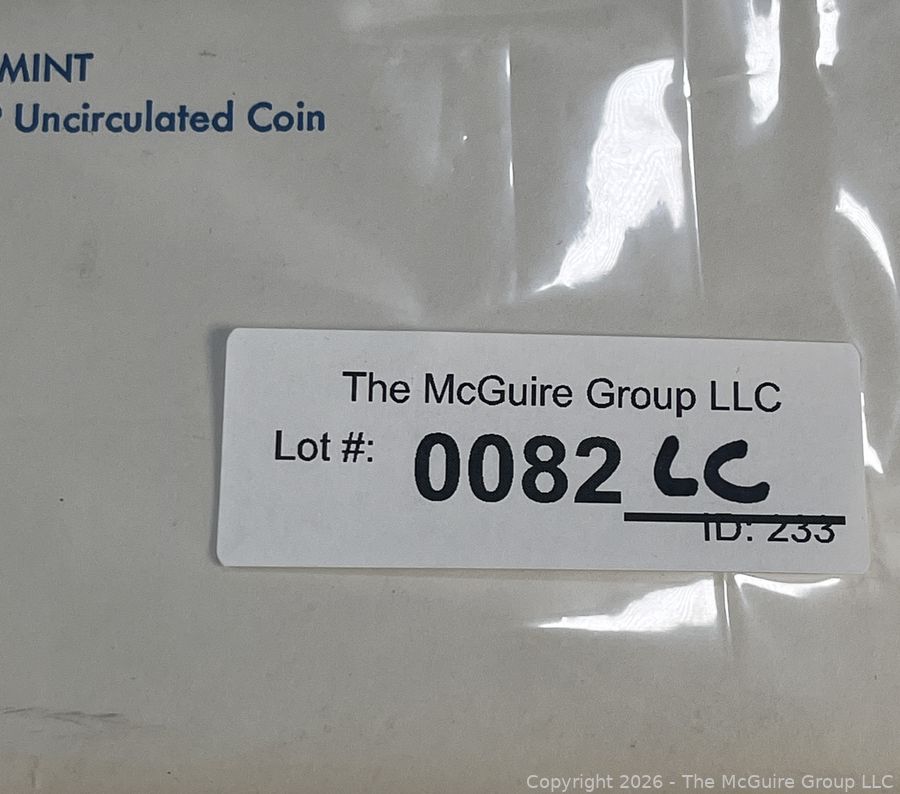 MINT
Uncirculated Coin
The McGuire Group LLC
Lot #: 0082 LC
ID: 233
Copyright 2026 - The McGuire Group LLC